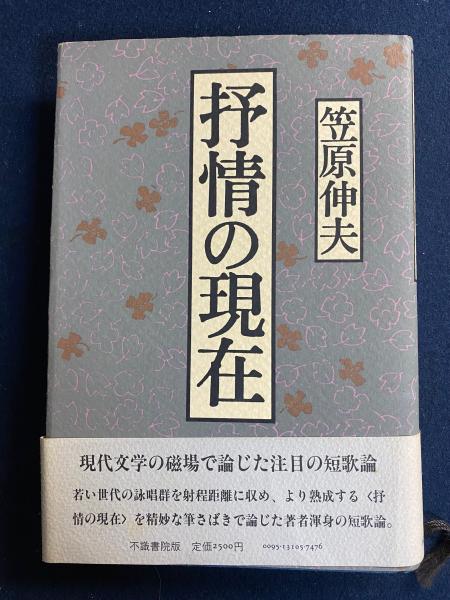 笠原伸夫
抒情の現在
現代文学の磁場で論じた注目の短歌論
若い世代の詠唱群を射程距離に収め、より熟成する〈抒
情の現在〉を精妙な筆さばきで論じた著者渾身の短歌論。
不識書院版 定価2500円 0095-13105-7476